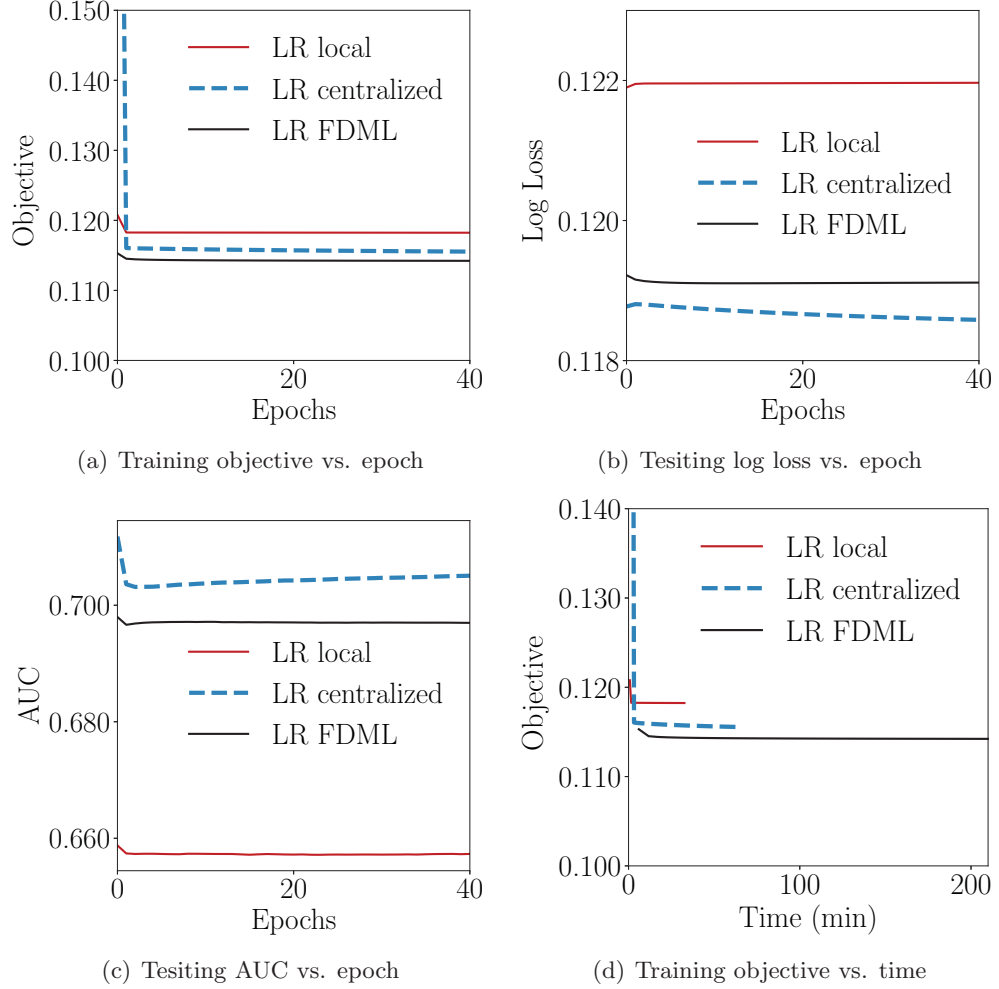 0.150
0.140
0.130
0.120
0.110
0.100
Objective
LR local
LR centralized
LR FDML
0
20
40
Epochs
(a) Training objective vs. epoch
0.122
0.120
0.118
Log Loss
LR local
LR centralized
LR FDML
0
20
40
Epochs
(b) Tesiting log loss vs. epoch
0.700
0.680
0.660
AUC
LR local
LR centralized
LR FDML
0
20
40
Epochs
(c) Tesiting AUC vs. epoch
0.140
0.130
0.120
0.110
0.100
Objective
LR local
LR centralized
LR FDML
0
100
200
Time (min)
(d) Training objective vs. time